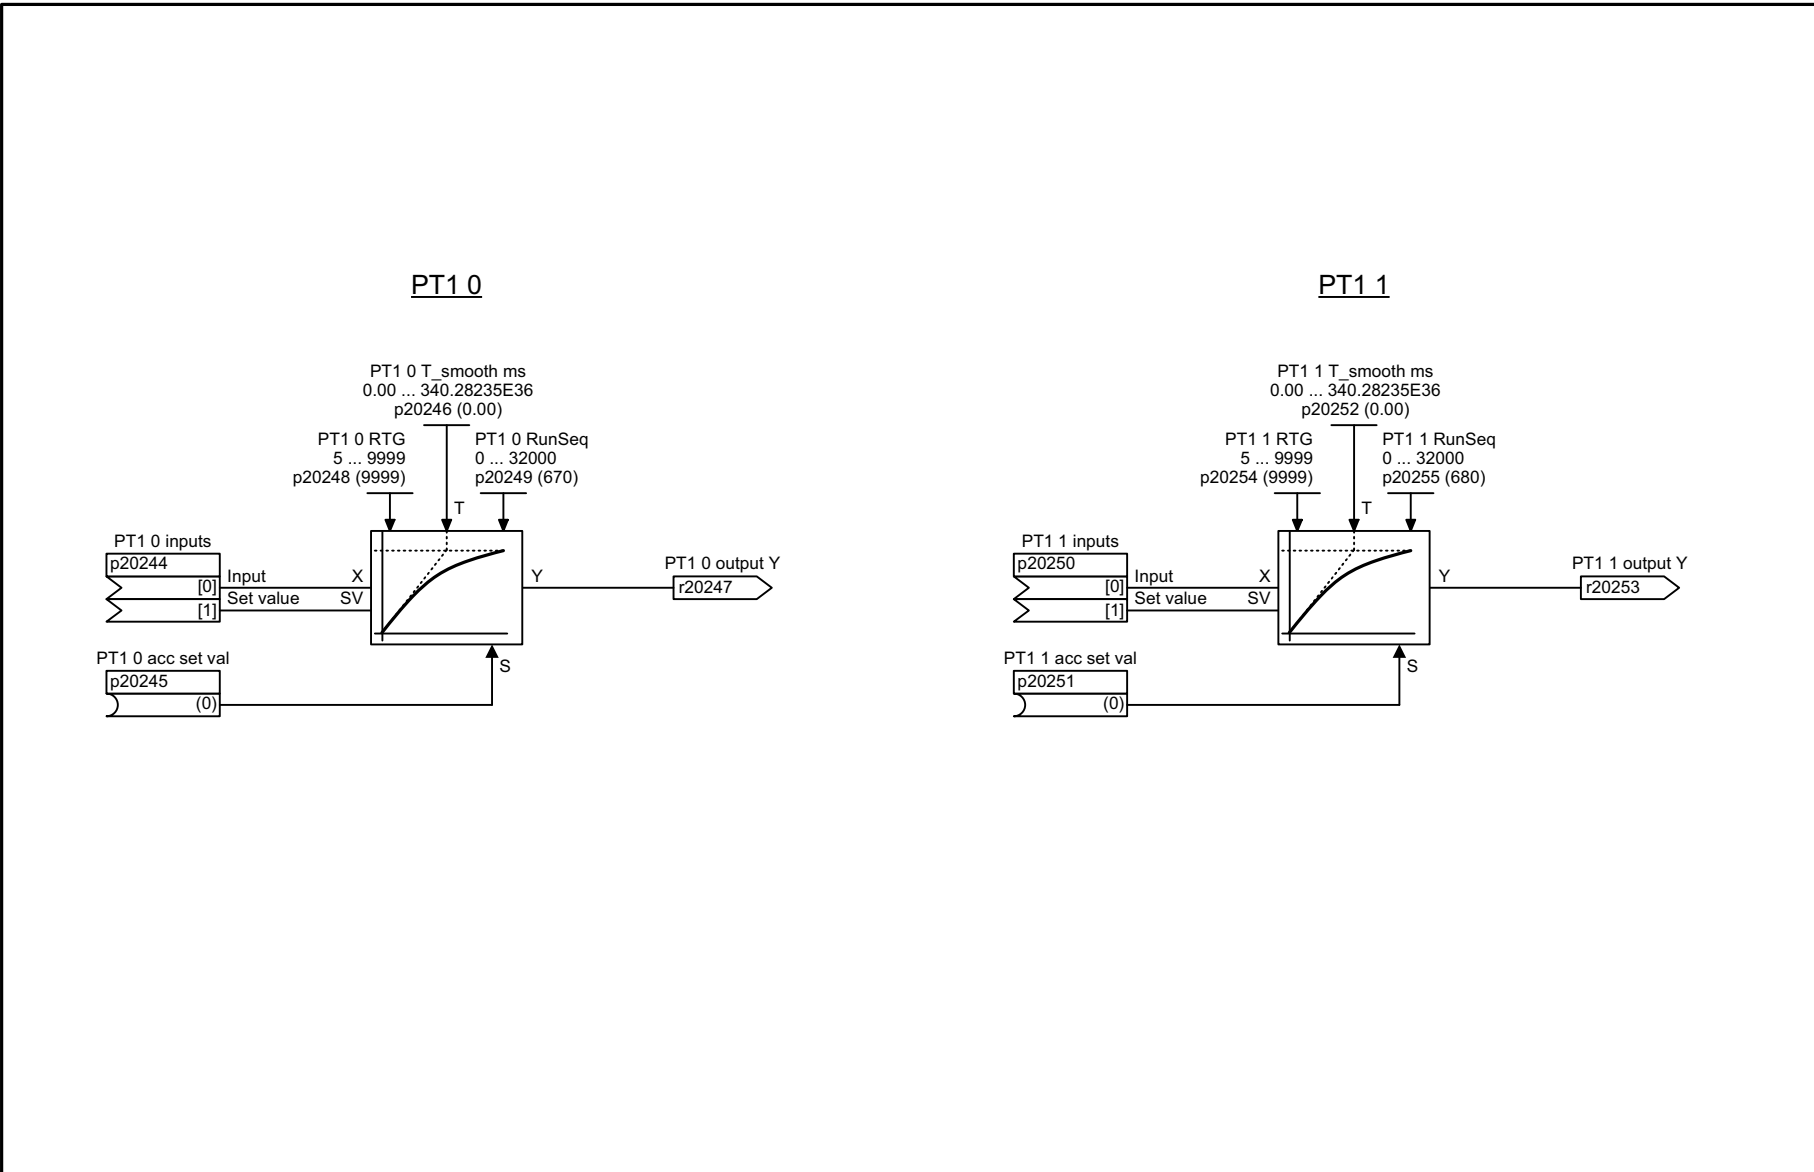 PT1 0
PT1 0 T_smooth ms
0.00 ... 340.28235E36
p20246 (0.00)
PT1 0 RTG
5 ... 9999
p20248 (9999)
PT1 0 RunSeq
0 ... 32000
p20249 (670)
T
PT1 0 inputs
p20244
[0]
Input
X
[1]
Set value
SV
Y
PT1 0 output Y
r20247
PT1 0 acc set val
p20245
(0)
S
PT1 1
PT1 1 T_smooth ms
0.00 ... 340.28235E36
p20252 (0.00)
PT1 1 RTG
5 ... 9999
p20254 (9999)
PT1 1 RunSeq
0 ... 32000
p20255 (680)
T
PT1 1 inputs
p20250
[0]
Input
X
[1]
Set value
SV
Y
PT1 1 output Y
r20253
PT1 1 acc set val
p20251
(0)
S